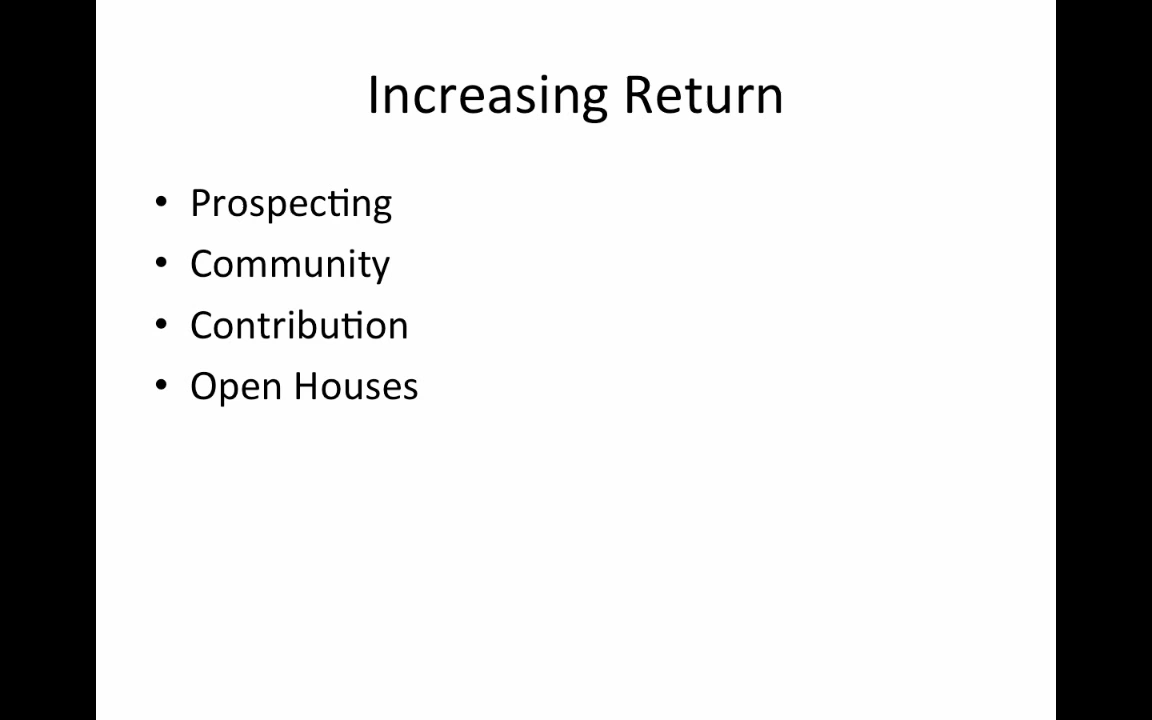 Increasing Return
• Prospecting
• Community
• Contribution
• Open Houses